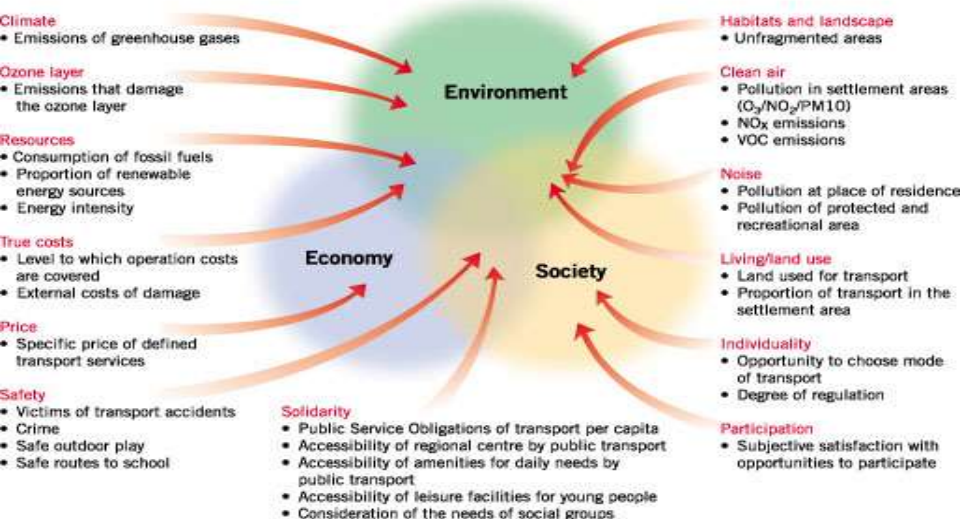 Climate
• Emissions of greenhouse gases
Ozone layer
• Emissions that damage
the ozone layer
Resources
• Consumption of fossil fuels
• Proportion of renewable
energy sources
• Energy intensity
True costs
• Level to which operation costs
are covered
• External costs of damage
Price
• Specific price of defined
transport services
Safety
• Victims of transport accidents
• Crime
• Safe outdoor play
• Safe routes to school
Environment
Economy
Society
Solidarity
• Public Service Obligations of transport per capita
• Accessibility of regional centre by public transport
• Accessibility of amenities for daily needs by
public transport
• Accessibility of leisure facilities for young people
• Consideration of the needs of social groups
Habitats and landscape
• Unfragmented areas
Clean air
• Pollution in settlement areas
(O₃/NO₂/PM10)
• NOx emissions
• VOC emissions
Noise
• Pollution at place of residence
• Pollution of protected and
recreational area
Living/land use
• Land used for transport
• Proportion of transport in the
settlement area
Individuality
• Opportunity to choose mode
of transport
• Degree of regulation
Participation
• Subjective satisfaction with
opportunities to participate